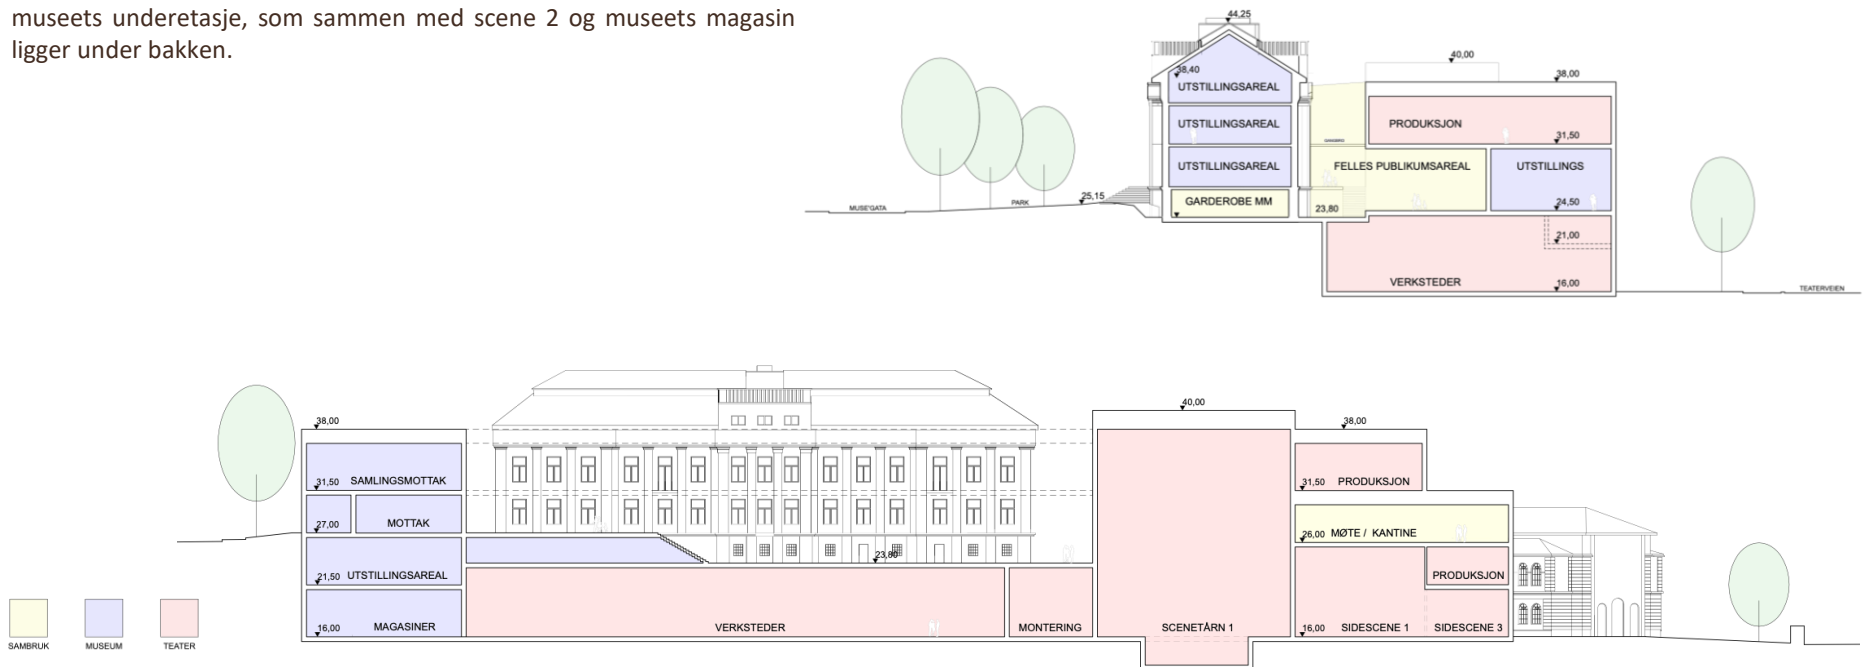 museets underetasje, som sammen med scene 2 og museets magasin
ligger under bakken.
44,25
40,00
38,40
38,00
UTSTILLINGSAREAL
UTSTILLINGSAREAL
PRODUKSJON
31,50
UTSTILLINGSAREAL
FELLES PUBLIKUMSAREAL
UTSTILLINGS
25,15
MUSE'GATA
PARK
GARDEROBE MM
23,80
24,50
21,00
VERKSTEDER
16,00
TEATERVEIEN
38,00
40,00
38,00
31,50 SAMLINGSMOTTAK
31,50 PRODUKSJON
27,00
MOTTAK
26,00 MØTE / KANTINE
23,80
21,50 UTSTILLINGSAREAL
PRODUKSJON
16,00
MAGASINER
VERKSTEDER
MONTERING
SCENETÅRN 1
16,00
SIDESCENE 1
SIDESCENE 3
SAMBRUK
MUSEUM
TEATER